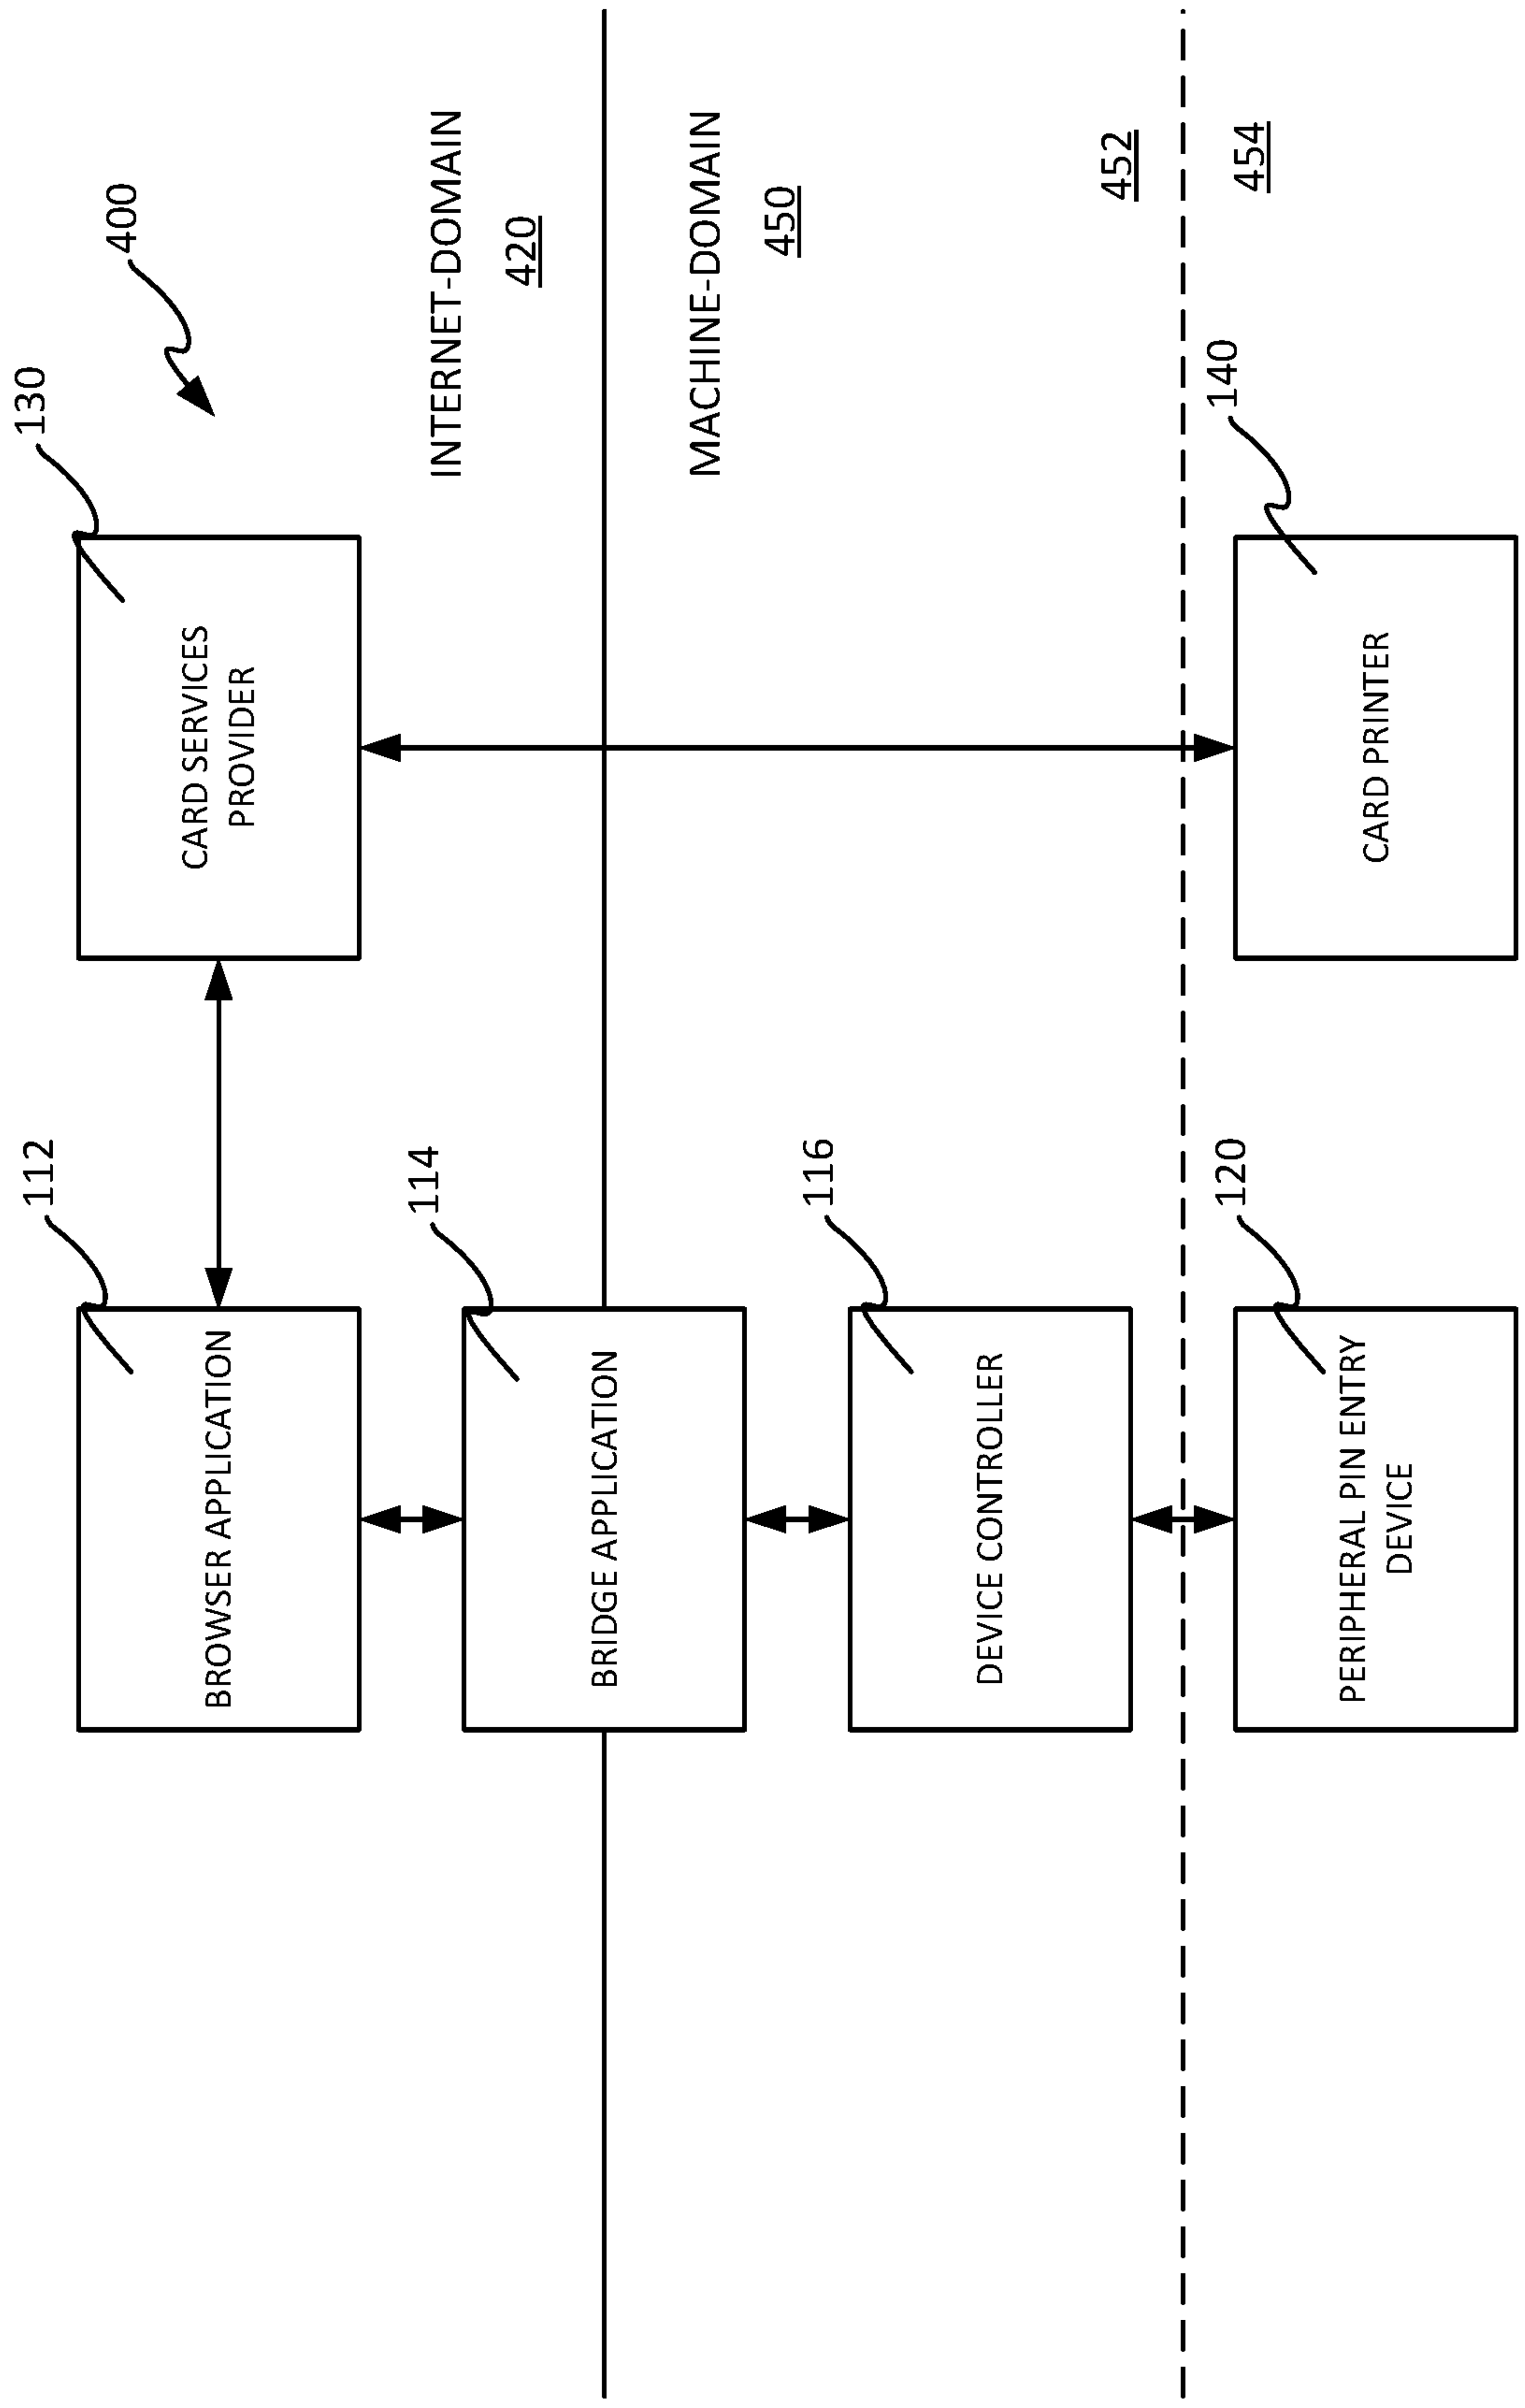 400
130
CARD SERVICES
PROVIDER
112
BROWSER APPLICATION
INTERNET-DOMAIN
420
114
BRIDGE APPLICATION
MACHINE-DOMAIN
450
116
DEVICE CONTROLLER
452
454
140
CARD PRINTER
120
PERIPHERAL PIN ENTRY
DEVICE